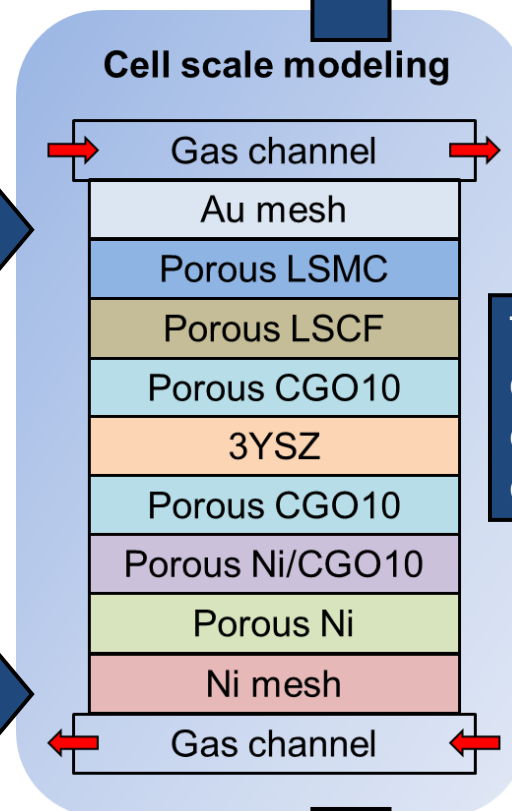 Cell scale modeling
Gas channel
Au mesh
Porous LSMC
Porous LSCF
Porous CGO10
3YSZ
Porous CGO10
Porous Ni/CGO10
Porous Ni
Ni mesh
Gas channel